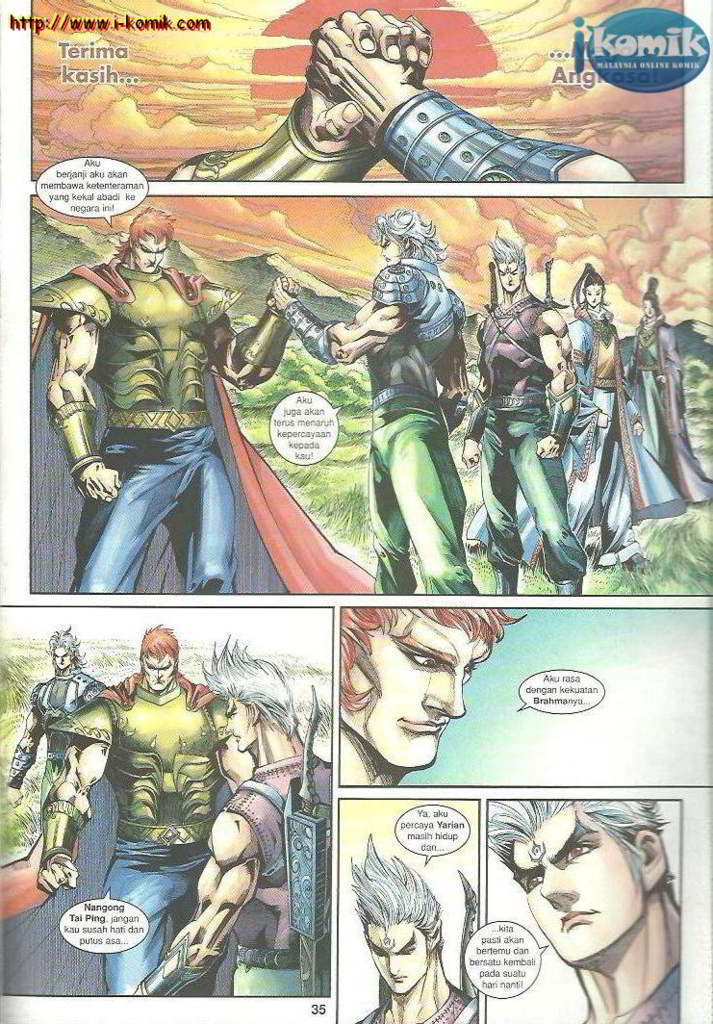 http://www.i-komik.com
ikomik
MALAYSIA ONLINE KOMIK
Terima
kasih...
Angkasa!
Aku
berjanji aku akan
membawa ketenteraman
yang kekal abadi ke
negara ini!
Aku
juga akan
terus menaruh
kepercayaan
kepada
kau!
Nangong
Tai Ping, jangan
kau susah hati dan
putus asa...
Aku rasa
dengan kekuatan
Brahmanya...
Ya, aku
percaya Yarian
masih hidup
dan...
...kita
pasti akan
bertemu dan
bersatu kembali
pada suatu
hari nanti!
35